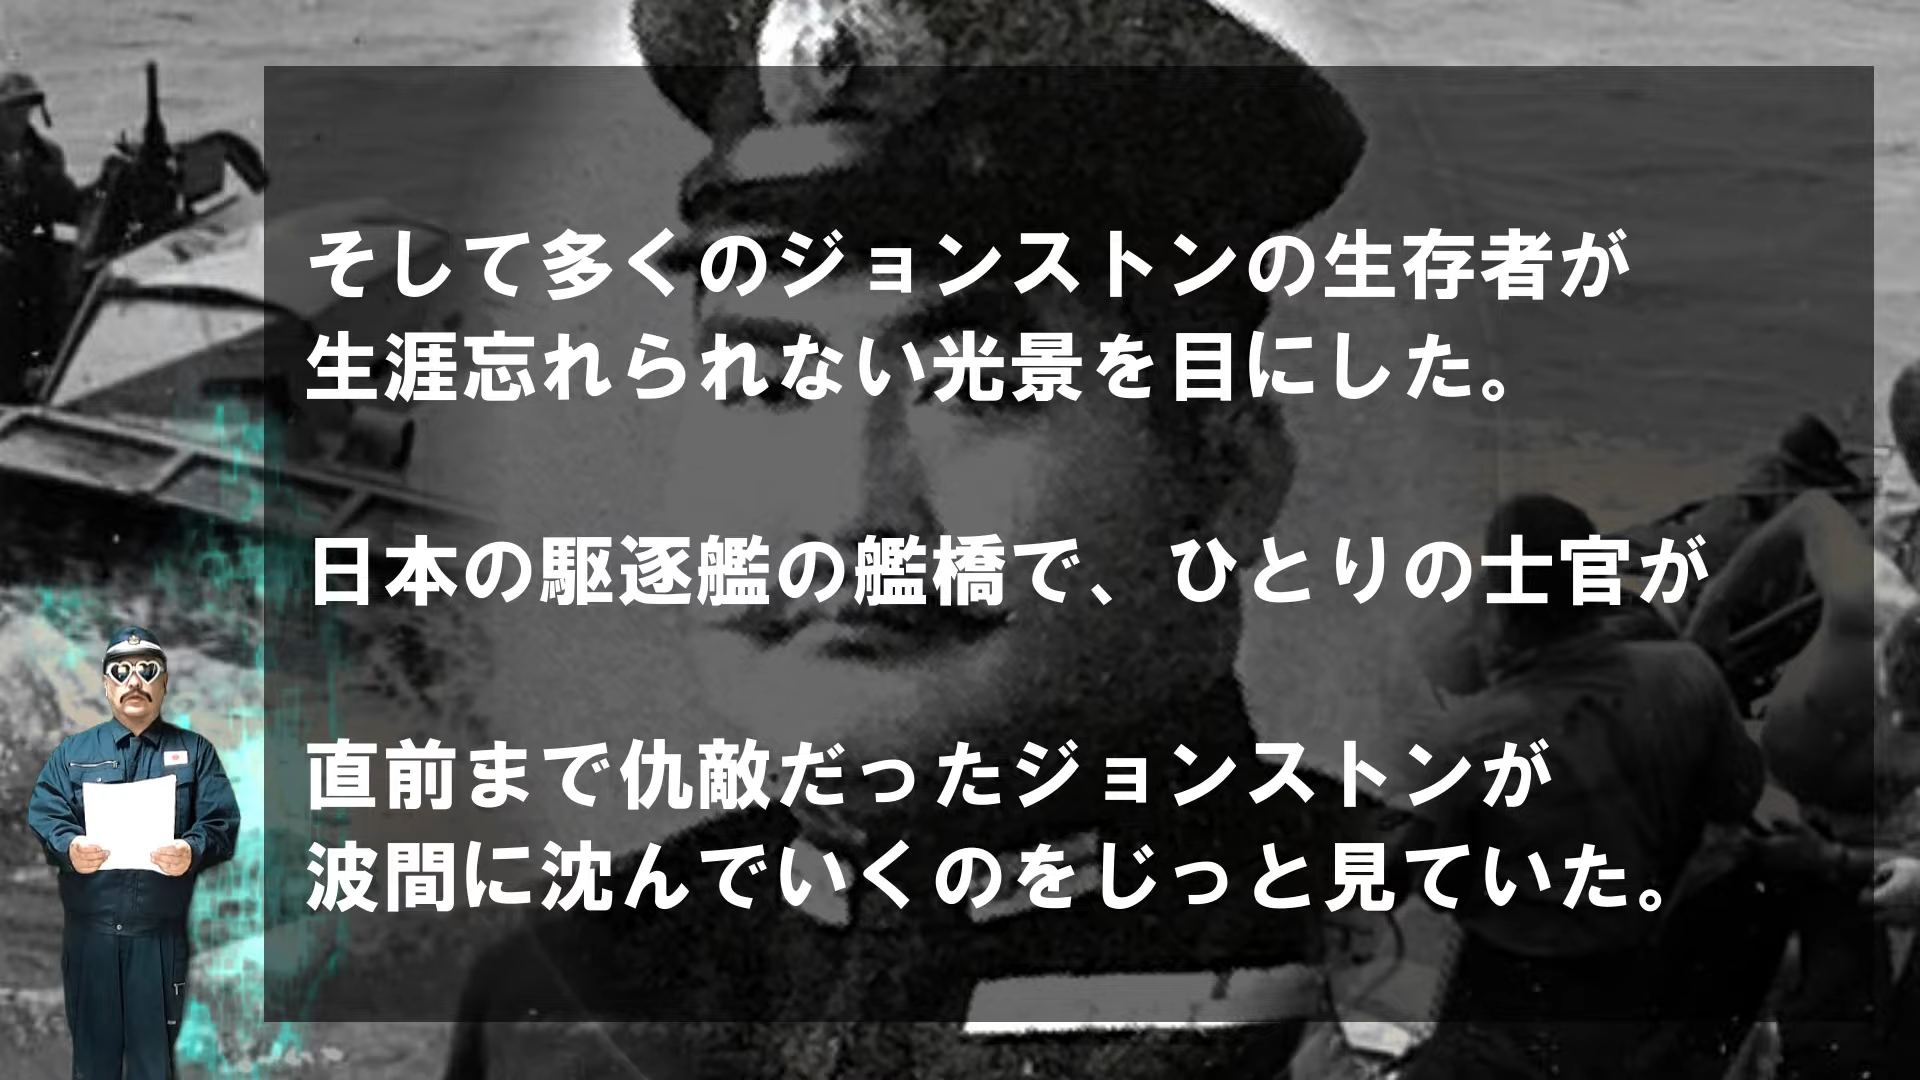 そして多くのジョンストンの生存者が
生涯忘れられない光景を目にした。
日本の駆逐艦の艦橋で、ひとりの士官が
直前まで仇敵だったジョンストンが
波間に沈んでいくのをじっと見ていた。